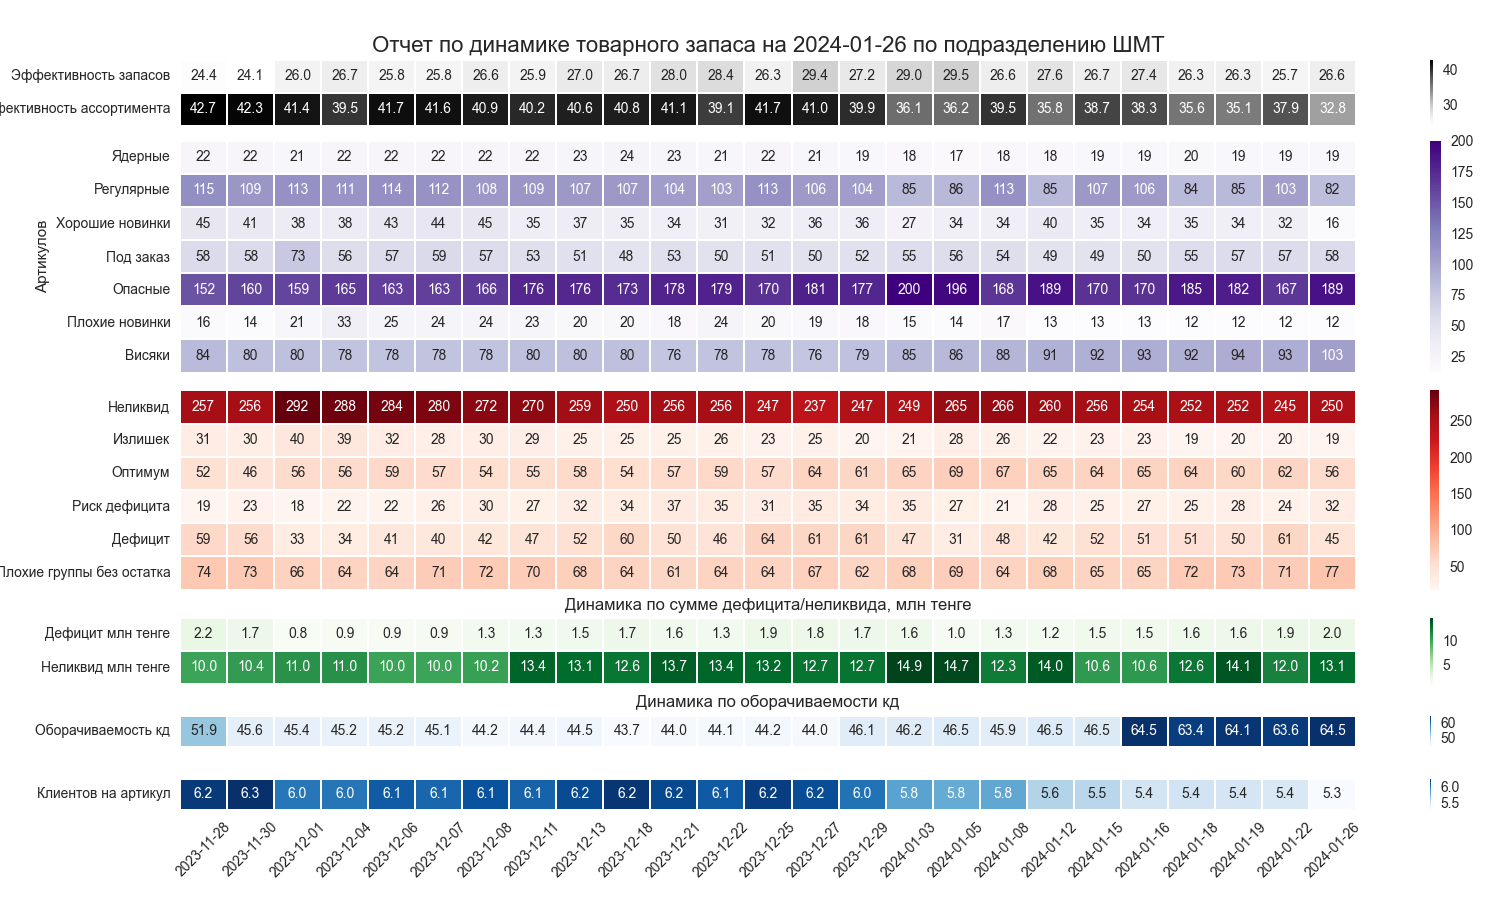 Отчет по динамике товарного запаса на 2024-01-26 по подразделению ШМТ
Эффективность запасов 24.4 24.1 26.0 26.7 25.8 25.8 26.6 25.9 27.0 26.7 28.0 28.4 26.3 29.4 27.2 29.0 29.5 26.6 27.6 26.7 27.4 26.3 26.3 25.7 26.6
фективность ассортимента 42.7 42.3 41.4 39.5 41.7 41.6 40.9 40.2 40.6 40.8 41.1 39.1 41.7 41.0 39.9 36.1 36.2 39.5 35.8 38.7 38.3 35.6 35.1 37.9 32.8
40
30
Артикулов
Ядерные 22 22 21 22 22 22 22 22 23 24 23 21 22 21 19 18 17 18 18 19 19 20 19 19 19
Регулярные 115 109 113 111 114 112 108 109 107 107 104 103 113 106 104 85 86 113 85 107 106 84 85 103 82
Хорошие новинки 45 41 38 38 43 44 45 35 37 35 34 31 32 36 36 27 34 34 40 35 34 35 34 32 16
Под заказ 58 58 73 56 57 59 57 53 51 48 53 50 51 50 52 55 56 54 49 49 50 55 57 57 58
Опасные 152 160 159 165 163 163 166 176 176 173 178 179 170 181 177 200 196 168 189 170 170 185 182 167 189
Плохие новинки 16 14 21 33 25 24 24 23 20 20 18 24 20 19 18 15 14 17 13 13 13 12 12 12 12
Висяки 84 80 80 78 78 78 78 80 80 80 76 78 78 76 79 85 86 88 91 92 93 92 94 93 103
200
175
150
125
100
75
50
25
Неликвид 257 256 292 288 284 280 272 270 259 250 256 256 247 237 247 249 265 266 260 256 254 252 252 245 250
Излишек 31 30 40 39 32 28 30 29 25 25 25 26 23 25 20 21 28 26 22 23 23 19 20 20 19
Оптимум 52 46 56 56 59 57 54 55 58 54 57 59 57 64 61 65 69 67 65 64 65 64 60 62 56
Риск дефицита 19 23 18 22 22 26 30 27 32 34 37 35 31 35 34 35 27 21 28 25 27 25 28 24 32
Дефицит 59 56 33 34 41 40 42 47 52 60 50 46 64 61 61 47 31 48 42 52 51 51 50 61 45
Плохие группы без остатка 74 73 66 64 64 71 72 70 68 64 61 64 64 67 62 68 69 64 68 65 65 72 73 71 77
250
200
150
100
50
Динамика по сумме дефицита/неликвида, млн тенге
Дефицит млн тенге 2.2 1.7 0.8 0.9 0.9 0.9 1.3 1.3 1.5 1.7 1.6 1.3 1.9 1.8 1.7 1.6 1.0 1.3 1.2 1.5 1.5 1.6 1.6 1.9 2.0
Неликвид млн тенге 10.0 10.4 11.0 11.0 10.0 10.0 10.2 13.4 13.1 12.6 13.7 13.4 13.2 12.7 12.7 14.9 14.7 12.3 14.0 10.6 10.6 12.6 14.1 12.0 13.1
10
5
Динамика по оборачиваемости кд
Оборачиваемость кд 51.9 45.6 45.4 45.2 45.2 45.1 44.2 44.4 44.5 43.7 44.0 44.1 44.2 44.0 46.1 46.2 46.5 45.9 46.5 46.5 64.5 63.4 64.1 63.6 64.5
60
50
Клиентов на артикул 6.2 6.3 6.0 6.0 6.1 6.1 6.1 6.1 6.2 6.2 6.2 6.1 6.2 6.2 6.0 5.8 5.8 5.8 5.6 5.5 5.4 5.4 5.4 5.4 5.3
6.0
5.5
2023-11-28 2023-11-30 2023-12-01 2023-12-04 2023-12-06 2023-12-07 2023-12-08 2023-12-11 2023-12-13 2023-12-18 2023-12-21 2023-12-22 2023-12-25 2023-12-27 2023-12-29 2024-01-03 2024-01-05 2024-01-08 2024-01-12 2024-01-15 2024-01-16 2024-01-18 2024-01-19 2024-01-22 2024-01-26